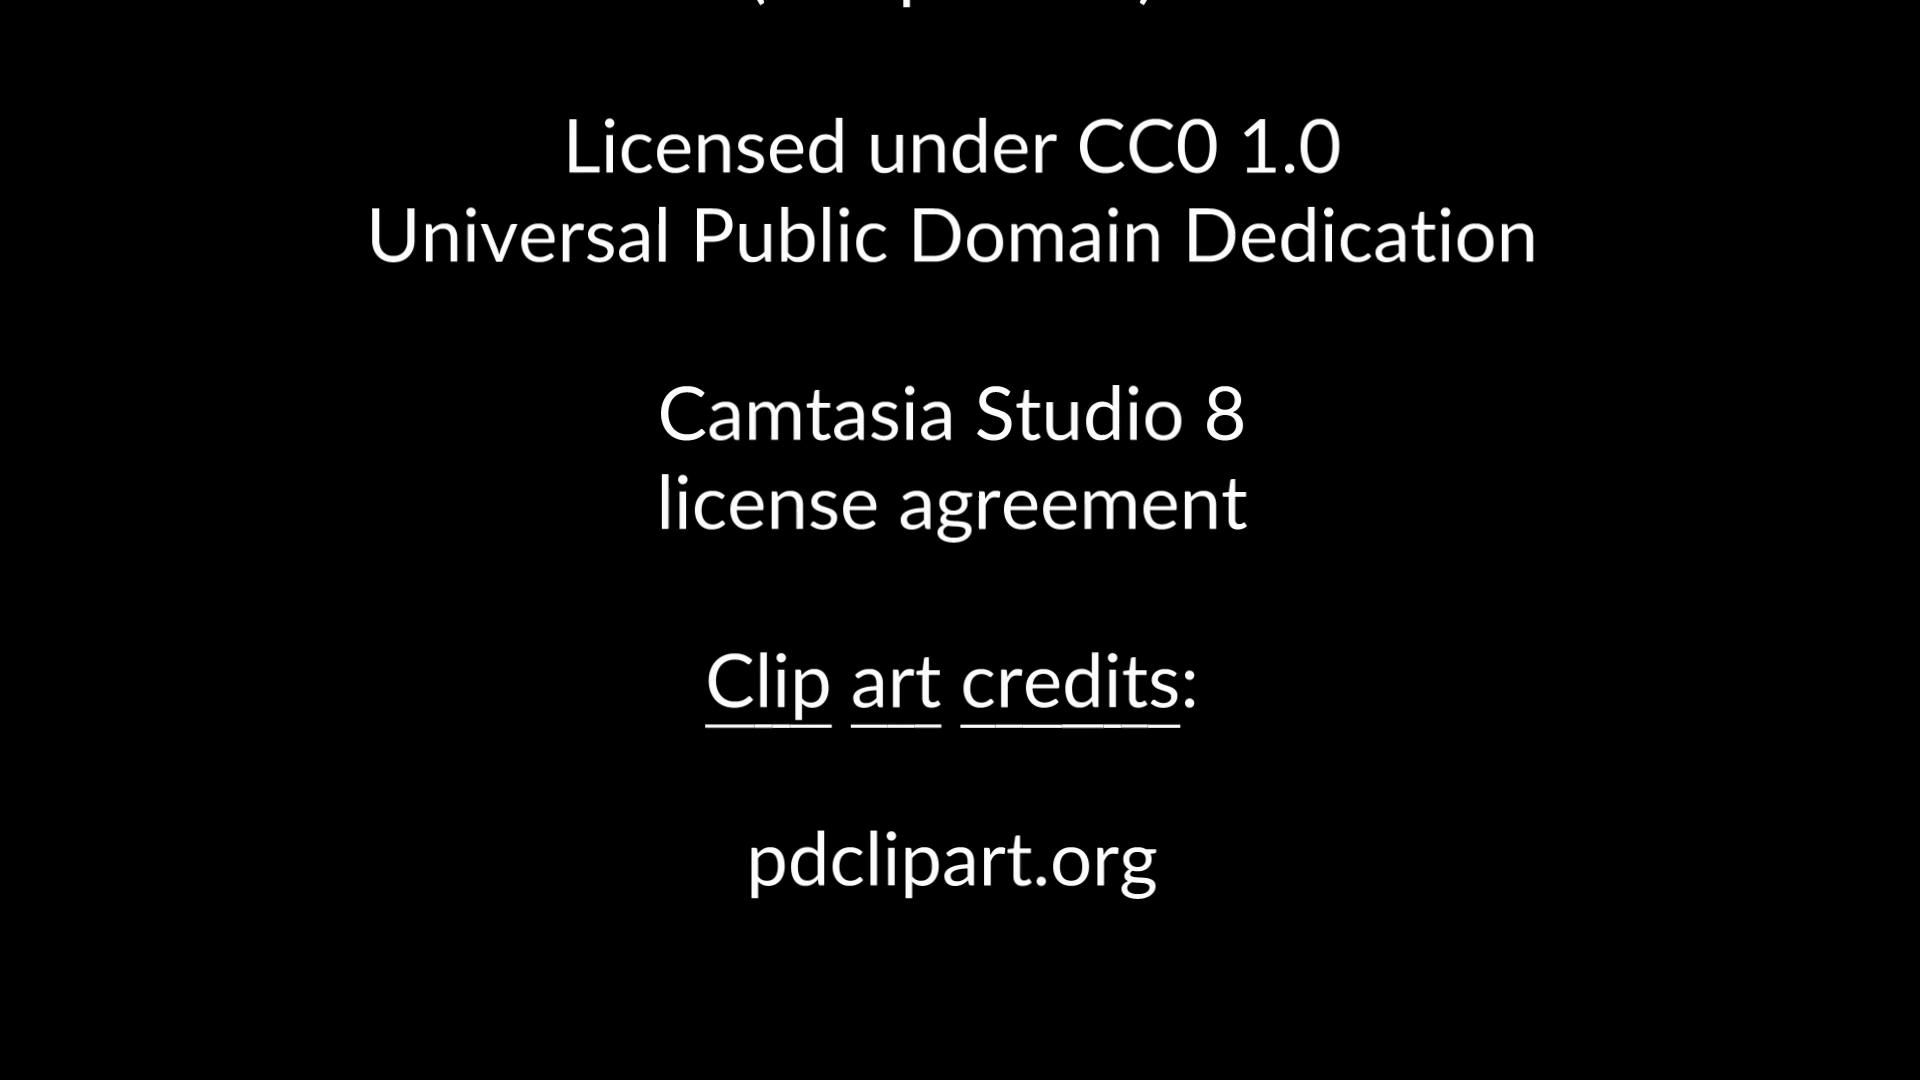 Licensed under CC0 1.0
Universal Public Domain Dedication
Camtasia Studio 8
license agreement
Clip art credits:
pdclipart.org